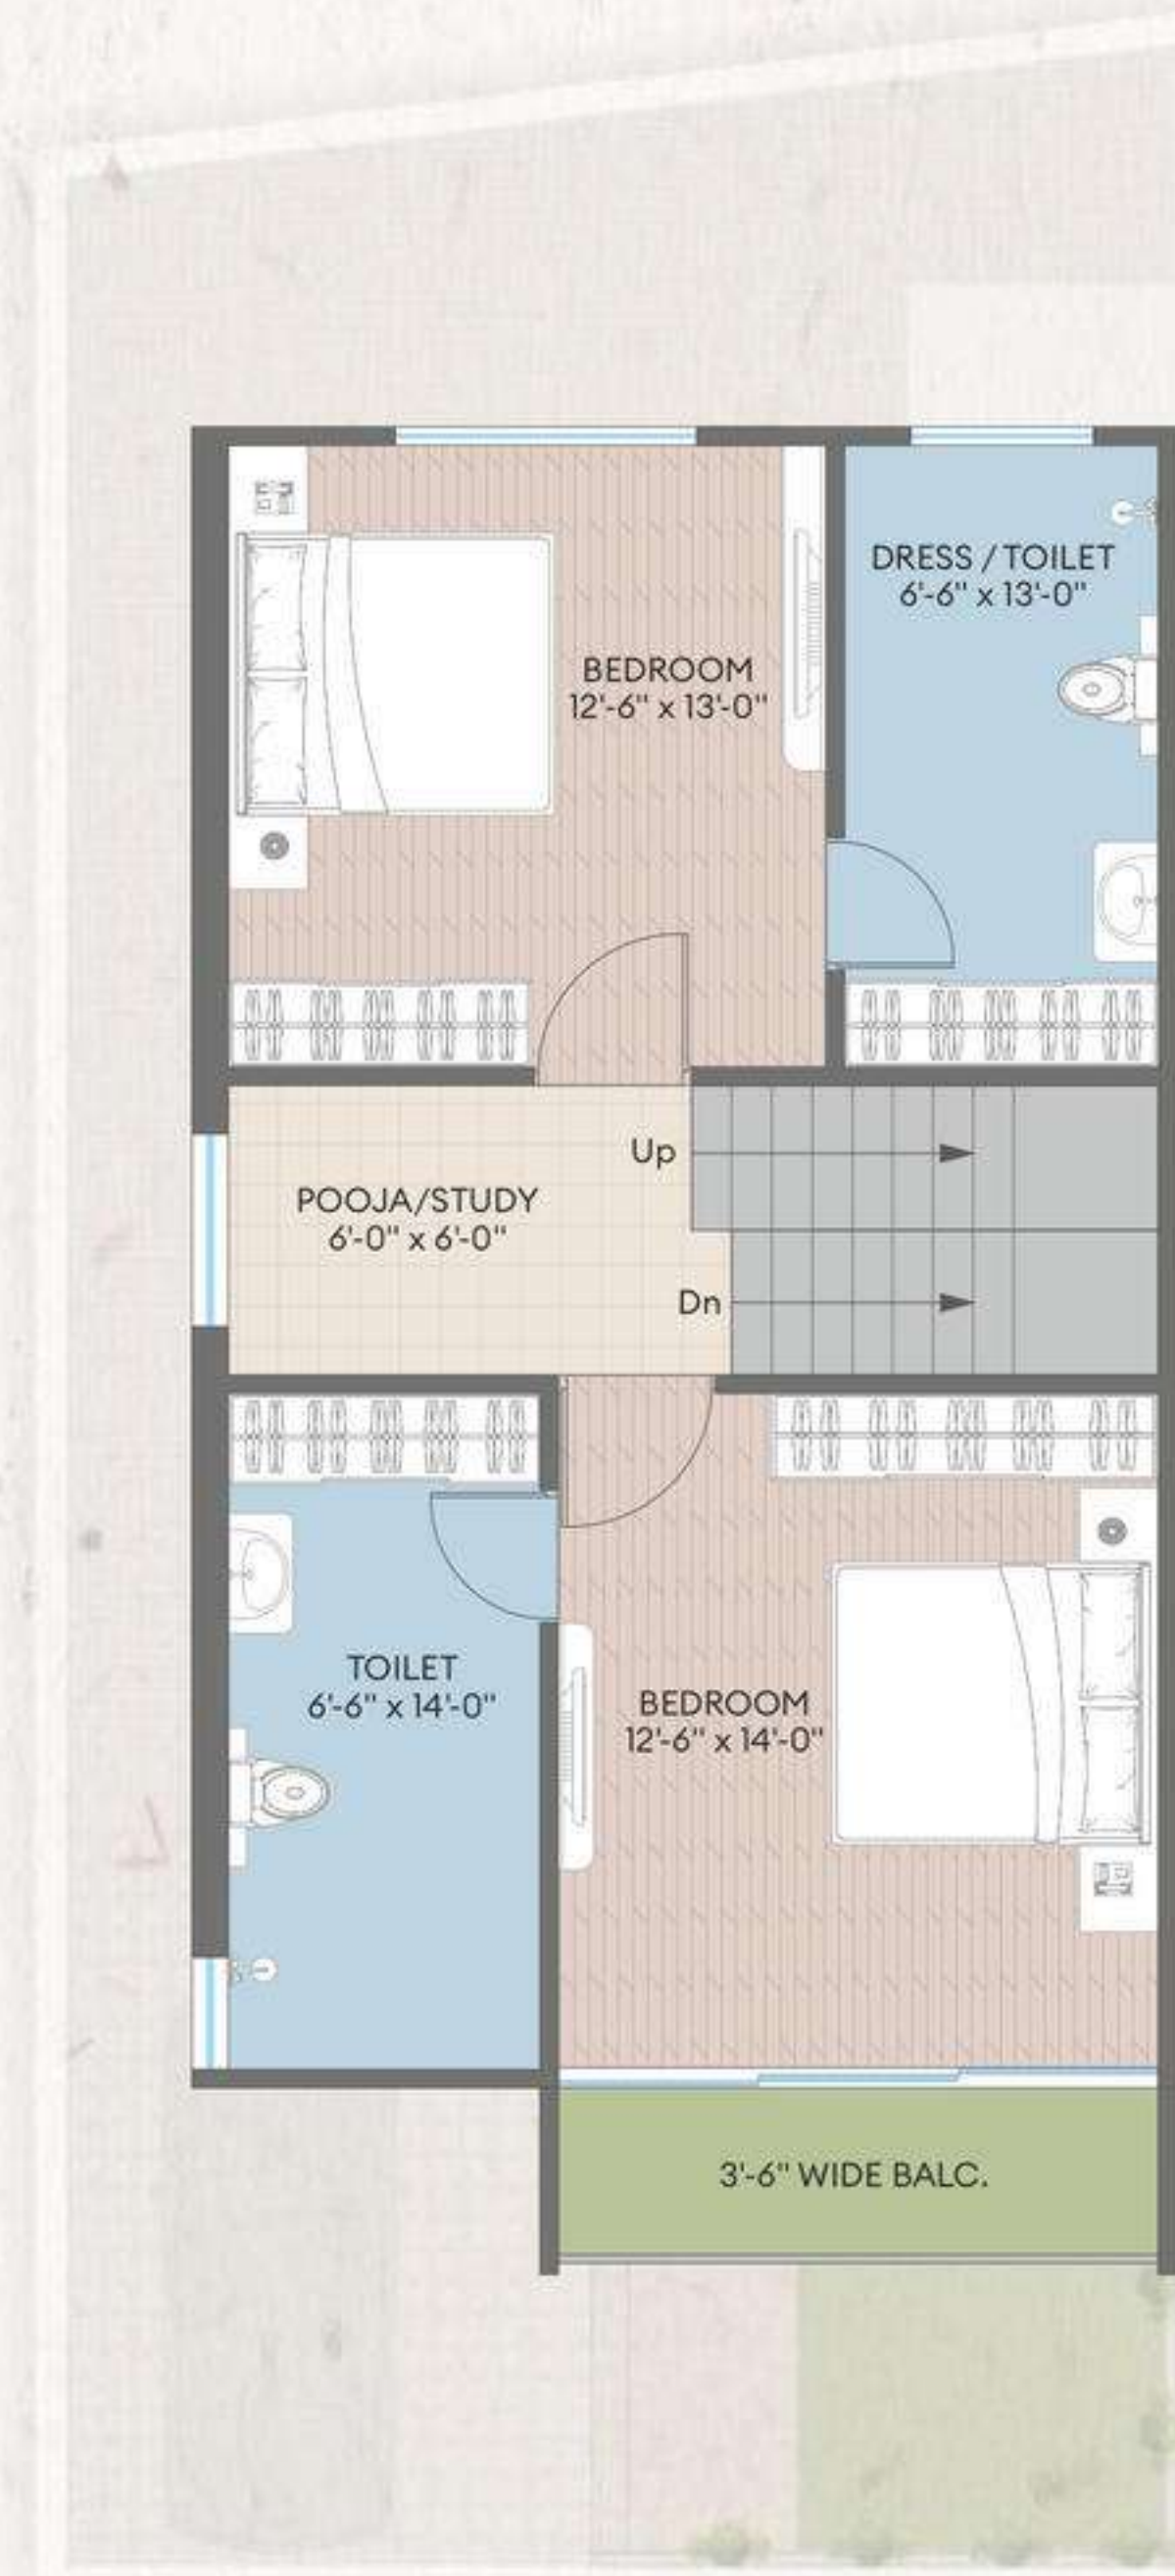 DRESS / TOILET
6'-6" x 13'-0"
BEDROOM
12'-6" x 13'-0"
Up
POOJA/STUDY
6'-0" x 6'-0"
Dn
TOILET
6'-6" x 14'-0"
BEDROOM
12'-6" x 14'-0"
3'-6" WIDE BALC.